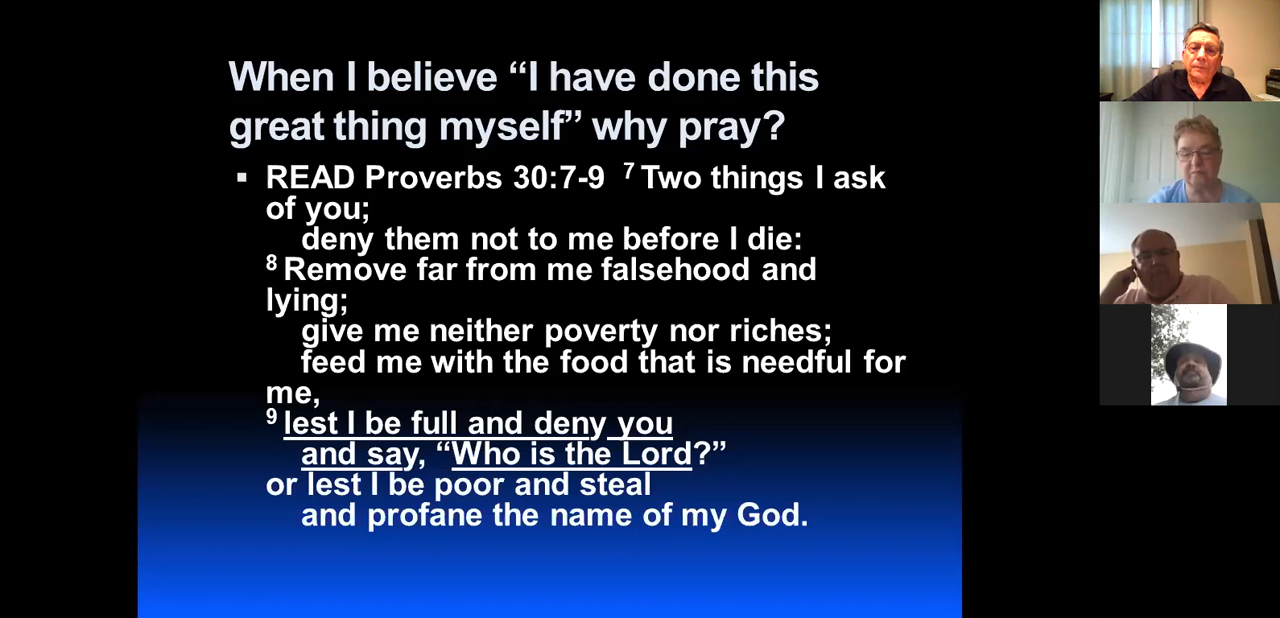 When I believe “I have done this
great thing myself” why pray?
▪ READ Proverbs 30:7-9 ⁷ Two things I ask
of you;
deny them not to me before I die:
⁸ Remove far from me falsehood and
lying;
give me neither poverty nor riches;
feed me with the food that is needful for
me,
⁹ lest I be full and deny you
and say, “Who is the Lord?”
or lest I be poor and steal
and profane the name of my God.